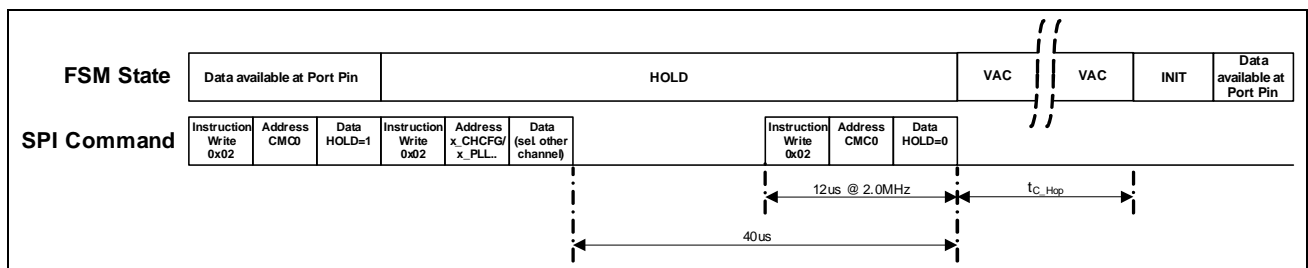 FSM State
Data available at Port Pin
HOLD
VAC
VAC
INIT
Data
available at
Port Pin
SPI Command
Instruction
Write
0x02
Address
CMC0
Data
HOLD=1
Instruction
Write
0x02
Address
x_CHCFG/
x_PLL..
Data
(sel. other
channel)
Instruction
Write
0x02
Address
CMC0
Data
HOLD=0
12us @ 2.0MHz
tC_Hop
40us